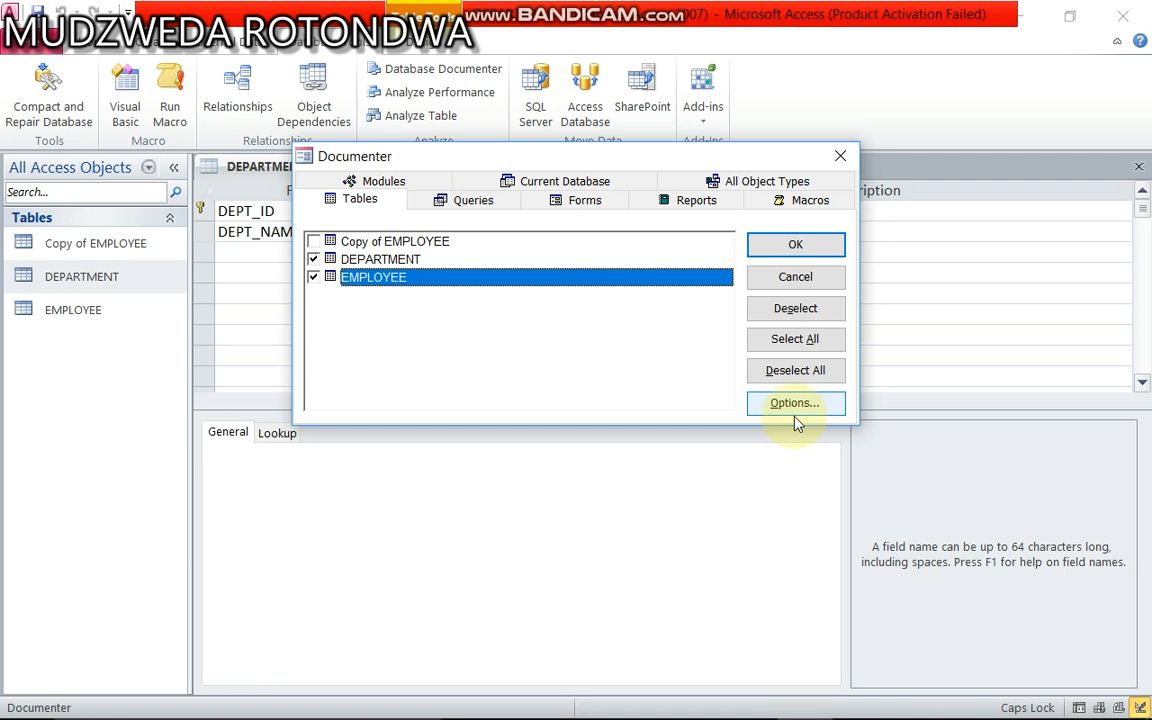 www.BANDICAM.com 2007) - Microsoft Access (Product Activation Failed)
MUDZWEDA ROTONDWA
Compact and
Repair Database
Tools
Visual
Basic
Run
Macro
Macro
Relationships
Object
Dependencies
Database Documenter
Analyze Performance
Analyze Table
SQL
Server
Access
Database
SharePoint
Add-ins
All Access Objects
Search...
Tables
Copy of EMPLOYEE
DEPARTMENT
EMPLOYEE
DEPT_ID
DEPT_NAM
Documenter
Modules
Current Database
All Object Types
Tables
Queries
Forms
Reports
Macros
Copy of EMPLOYEE
DEPARTMENT
EMPLOYEE
OK
Cancel
Deselect
Select All
Deselect All
Options...
General
Lookup
A field name can be up to 64 characters long,
including spaces. Press F1 for help on field names.
Documenter
Caps Lock